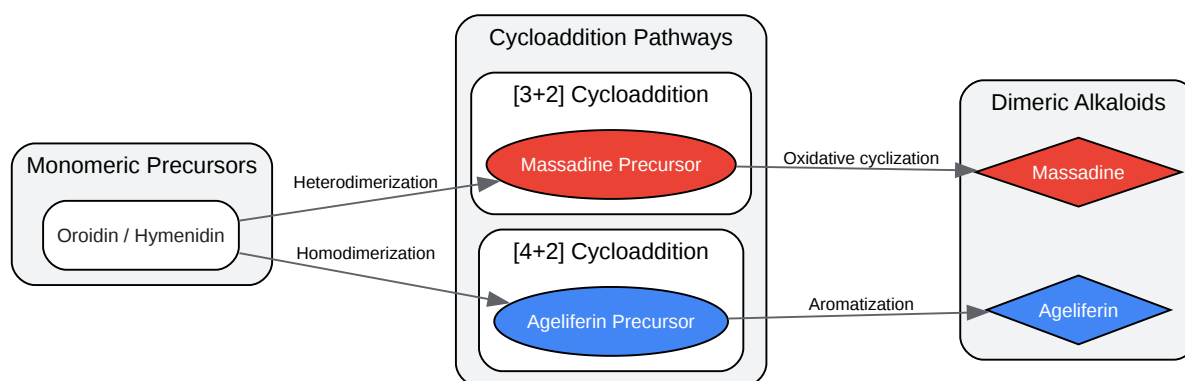 Monomeric Precursors
Oroidin / Hymenidin
Heterodimerization
Homodimerization
Cycloaddition Pathways
[3+2] Cycloaddition
Massadine Precursor
[4+2] Cycloaddition
Ageliferin Precursor
Oxidative cyclization
Aromatization
Dimeric Alkaloids
Massadine
Ageliferin